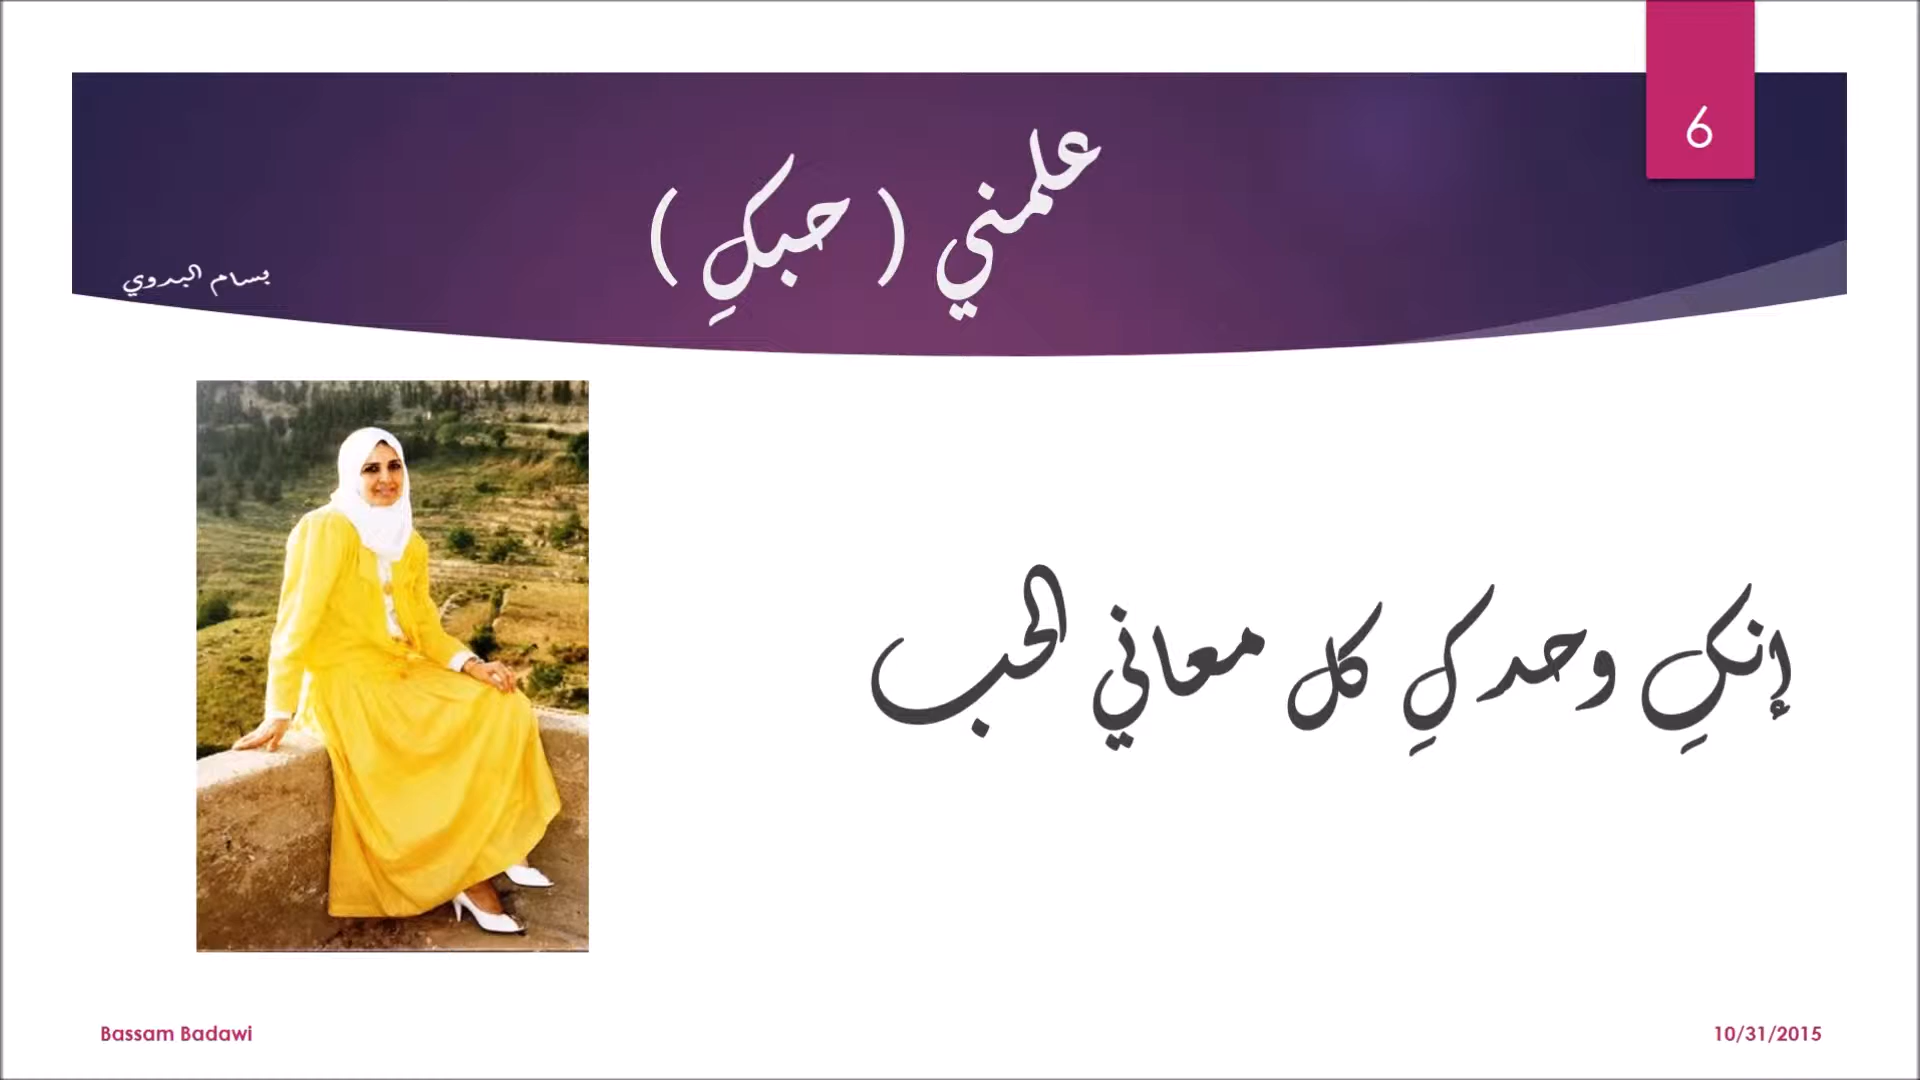 6
علمني ( حبكِ )
بسام البدوي
إنكِ وحدكِ كل معاني الحب
Bassam Badawi
10/31/2015